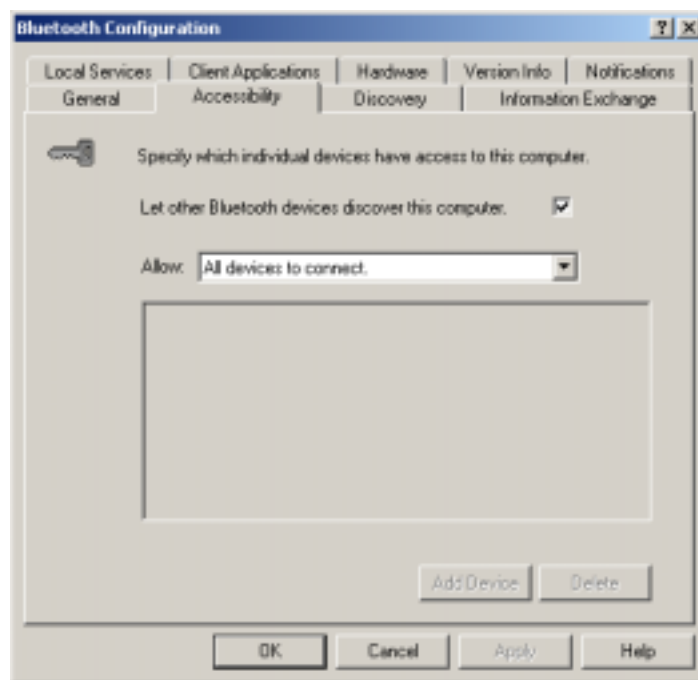 Bluetooth Configuration
Local Services Client Applications Hardware Version Info Notifications
General Accessibility Discovery Information Exchange
Specify which individual devices have access to this computer.
Let other Bluetooth devices discover this computer.
Allow: All devices to connect.
Add Device Delete
OK Cancel Apply Help